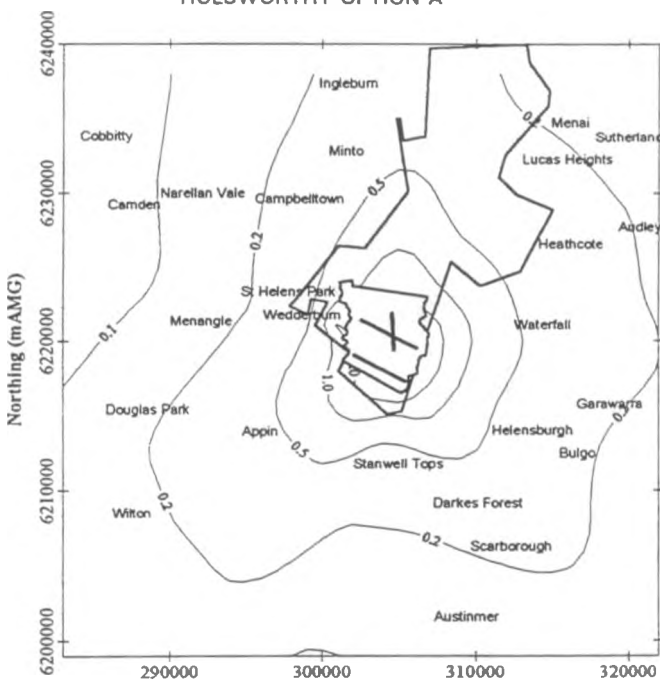 HOLSWORTHY OPTION A
6240000
Ingleburn
0.2
Menai
Cobbitty
Sutherland
Minto
Lucas Heights
6230000
0.5
Narellan Vale
Campbelltown
Camden
Audley
0.2
Heathcote
St Helens Park
Wedderburn
Menangle
Waterfall
0.1
6220000
Northing (mAMG)
1.0
Douglas Park
Garawarra
Appin
Helensburgh
0.5
Bulgo
Stanwell Tops
6210000
0.2
Wilton
Darkes Forest
0.2
Scarborough
Austinmer
6200000
290000 300000 310000 320000